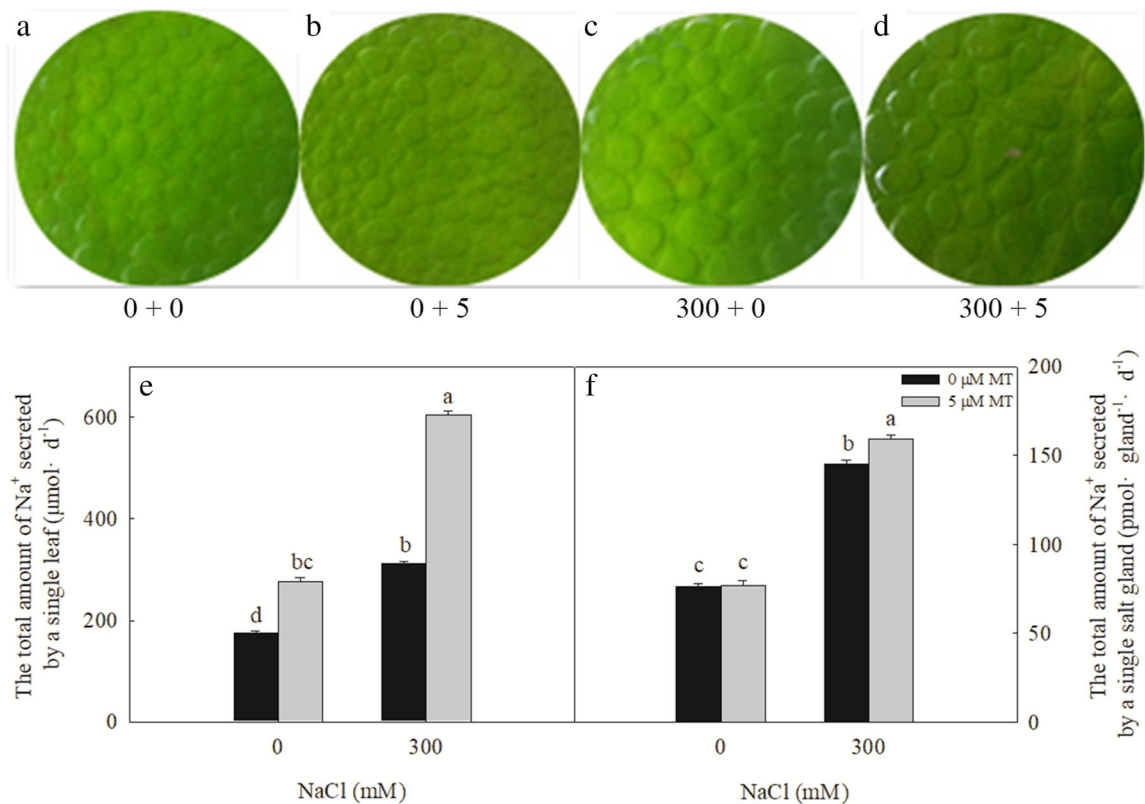 a b c d
0 + 0 0 + 5 300 + 0 300 + 5
The total amount of Na⁺ secreted
by a single leaf (μmol· d⁻¹)
e
600
400
200
0
d
bc
b
a
0 300
NaCl (mM)
f
0 μM MT
5 μM MT
c
c
b
a
0 300
NaCl (mM)
200
150
100
50
0
The total amount of Na⁺ secreted
by a single salt gland (pmol· gland⁻¹· d⁻¹)